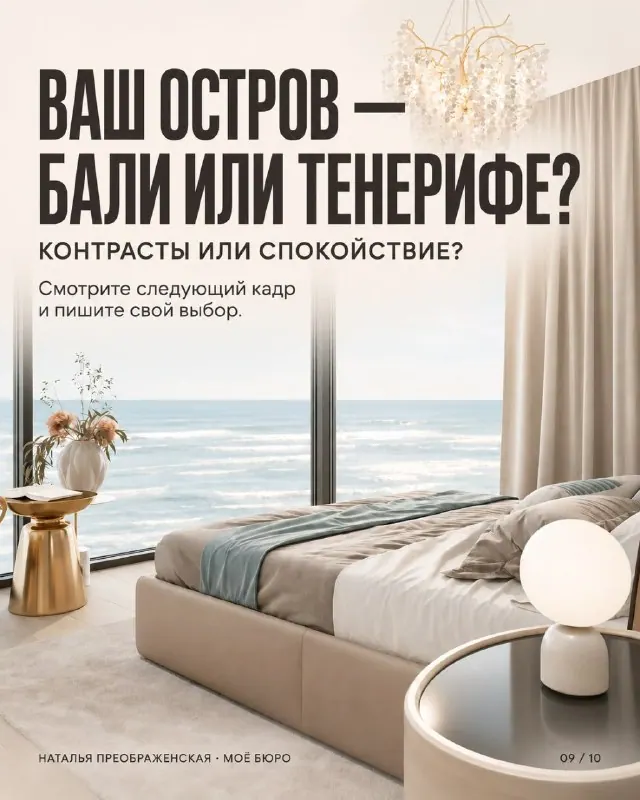 ВАШ ОСТРОВ —
БАЛИ ИЛИ ТЕНЕРИФЕ?
КОНТРАСТЫ ИЛИ СПОКОЙСТВИЕ?
Смотрите следующий кадр
и пишите свой выбор.
НАТАЛЬЯ ПРЕОБРАЖЕНСКАЯ · МОЁ БЮРО
09 / 10